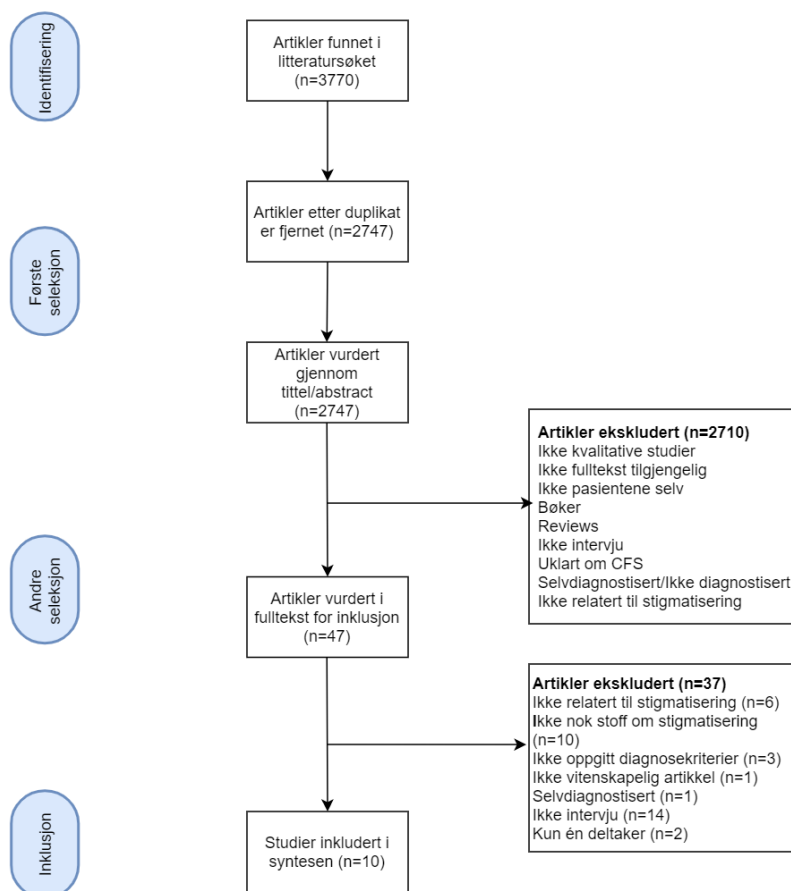 Identifisering
Artikler funnet i
litteratursøket
(n=3770)
Artikler etter duplikat
er fjernet (n=2747)
Første
seleksjon
Artikler vurdert
gjennom
tittel/abstract
(n=2747)
Artikler ekskludert (n=2710)
Ikke kvalitative studier
Ikke fulltekst tilgjengelig
Ikke pasientene selv
Bøker
Reviews
Ikke intervju
Uklart om CFS
Selvdiagnostisert/Ikke diagnostisert
Ikke relatert til stigmatisering
Andre
seleksjon
Artikler vurdert i
fulltekst for inklusjon
(n=47)
Artikler ekskludert (n=37)
Ikke relatert til stigmatisering (n=6)
Ikke nok stoff om stigmatisering
(n=10)
Ikke oppgitt diagnosekriterier (n=3)
Ikke vitenskapelig artikkel (n=1)
Selvdiagnostisert (n=1)
Ikke intervju (n=14)
Kun én deltaker (n=2)
Inklusjon
Studier inkludert i
syntesen (n=10)